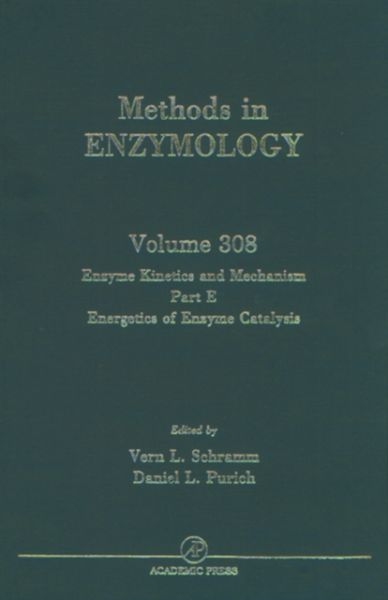 Methods in
ENZYMOLOGY
Volume 308
Enzyme Kinetics and Mechanism
Part E
Energetics of Enzyme Catalysis
Edited by
Vern L. Schramm
Daniel L. Purich
AP
ACADEMIC PRESS